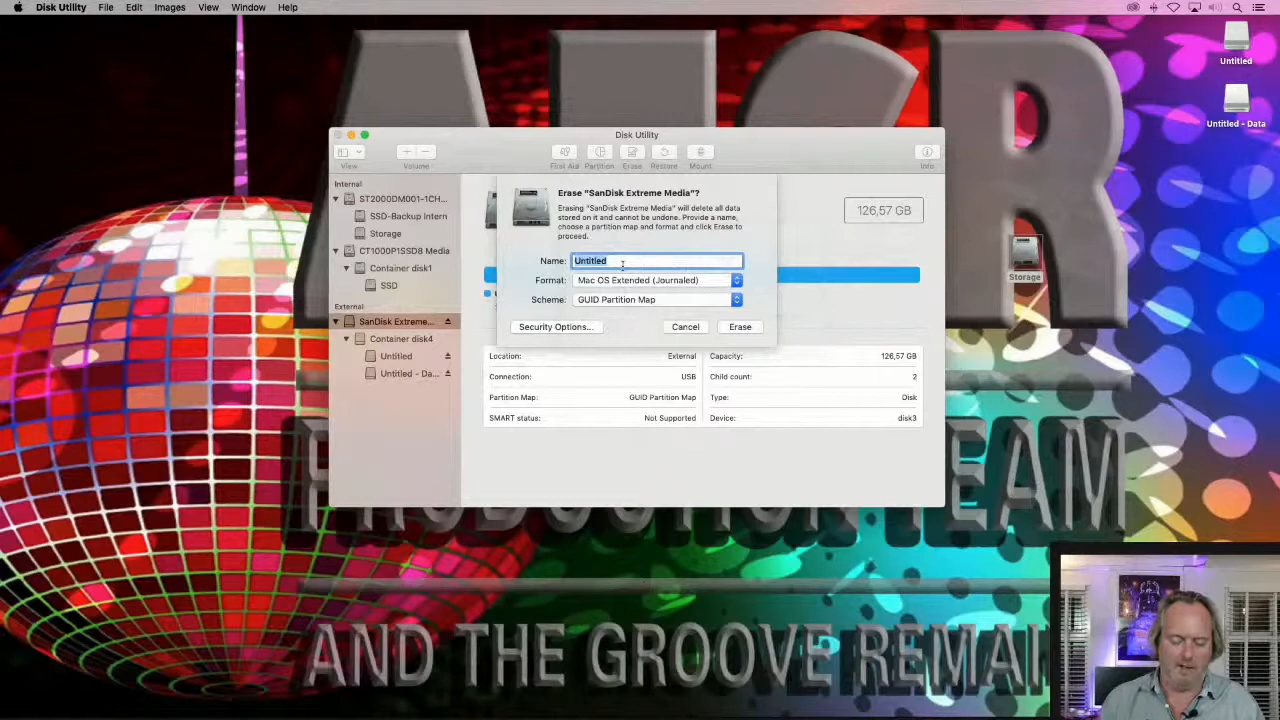 Disk Utility File Edit Images View Window Help
Untitled
Untitled - Data
Storage
Disk Utility
View
Volume
First Aid
Partition
Erase
Restore
Mount
Info
Internal
ST2000DM001-1CH...
SSD-Backup Intern
Storage
CT1000P1SSD8 Media
Container disk1
SSD
External
SanDisk Extreme...
Container disk4
Untitled
Untitled - Da...
Erase “SanDisk Extreme Media”?
Erasing “SanDisk Extreme Media” will delete all data
stored on it and cannot be undone. Provide a name,
choose a partition map and format and click Erase to
proceed.
Name: Untitled
Format: Mac OS Extended (Journaled)
Scheme: GUID Partition Map
Security Options...
Cancel
Erase
126,57 GB
Location: External
Capacity: 126,57 GB
Connection: USB
Child count: 2
Partition Map: GUID Partition Map
Type: Disk
SMART status: Not Supported
Device: disk3
TEAM
AND THE GROOVE REMAI